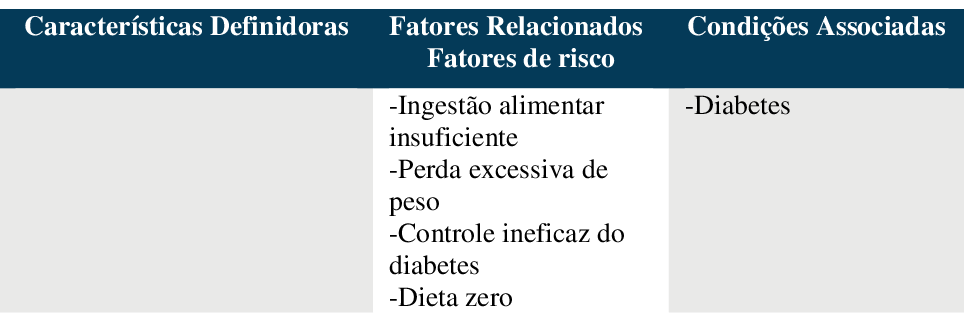 Características Definidoras
Fatores Relacionados
Fatores de risco
Condições Associadas
-Ingestão alimentar
insuficiente
-Perda excessiva de
peso
-Controle ineficaz do
diabetes
-Dieta zero
-Diabetes